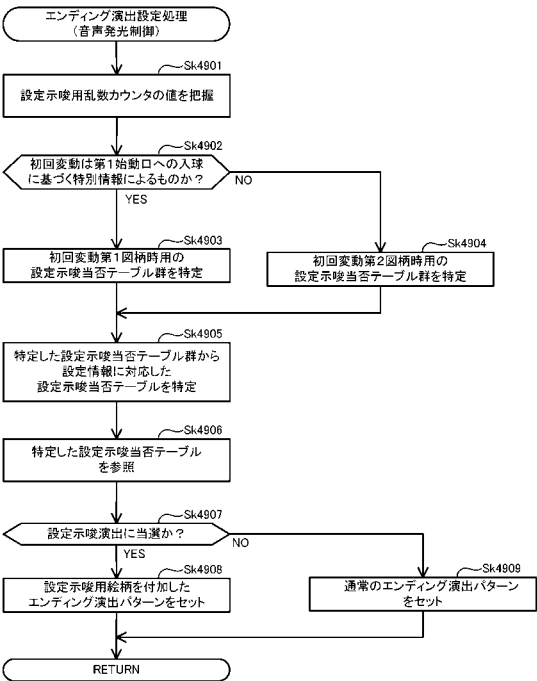 エンディング演出設定処理
(音声発光制御)
Sk4901
設定示唆用乱数カウンタの値を把握
Sk4902
初回変動は第1始動口への入球
に基づく特別情報によるものか？
NO
YES
Sk4903
初回変動第1図柄時用の
設定示唆当否テーブル群を特定
Sk4904
初回変動第2図柄時用の
設定示唆当否テーブル群を特定
Sk4905
特定した設定示唆当否テーブル群から
設定情報に対応した
設定示唆当否テーブルを特定
Sk4906
特定した設定示唆当否テーブル
を参照
Sk4907
設定示唆演出に当選か？
NO
YES
Sk4908
設定示唆用絵柄を付加した
エンディング演出パターンをセット
Sk4909
通常のエンディング演出パターン
をセット
RETURN